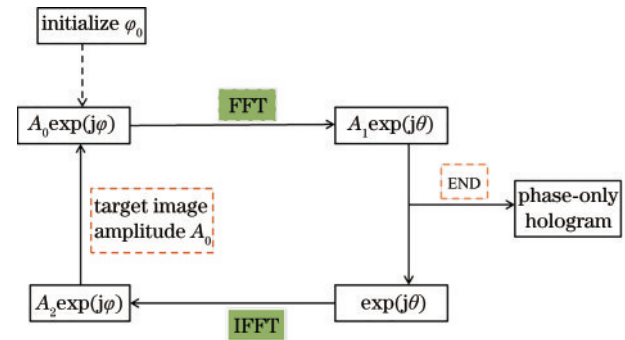 initialize φ₀
A₀exp(jφ)
FFT
A₁exp(jθ)
END
phase-only
hologram
target image
amplitude A₀
A₂exp(jφ)
IFFT
exp(jθ)